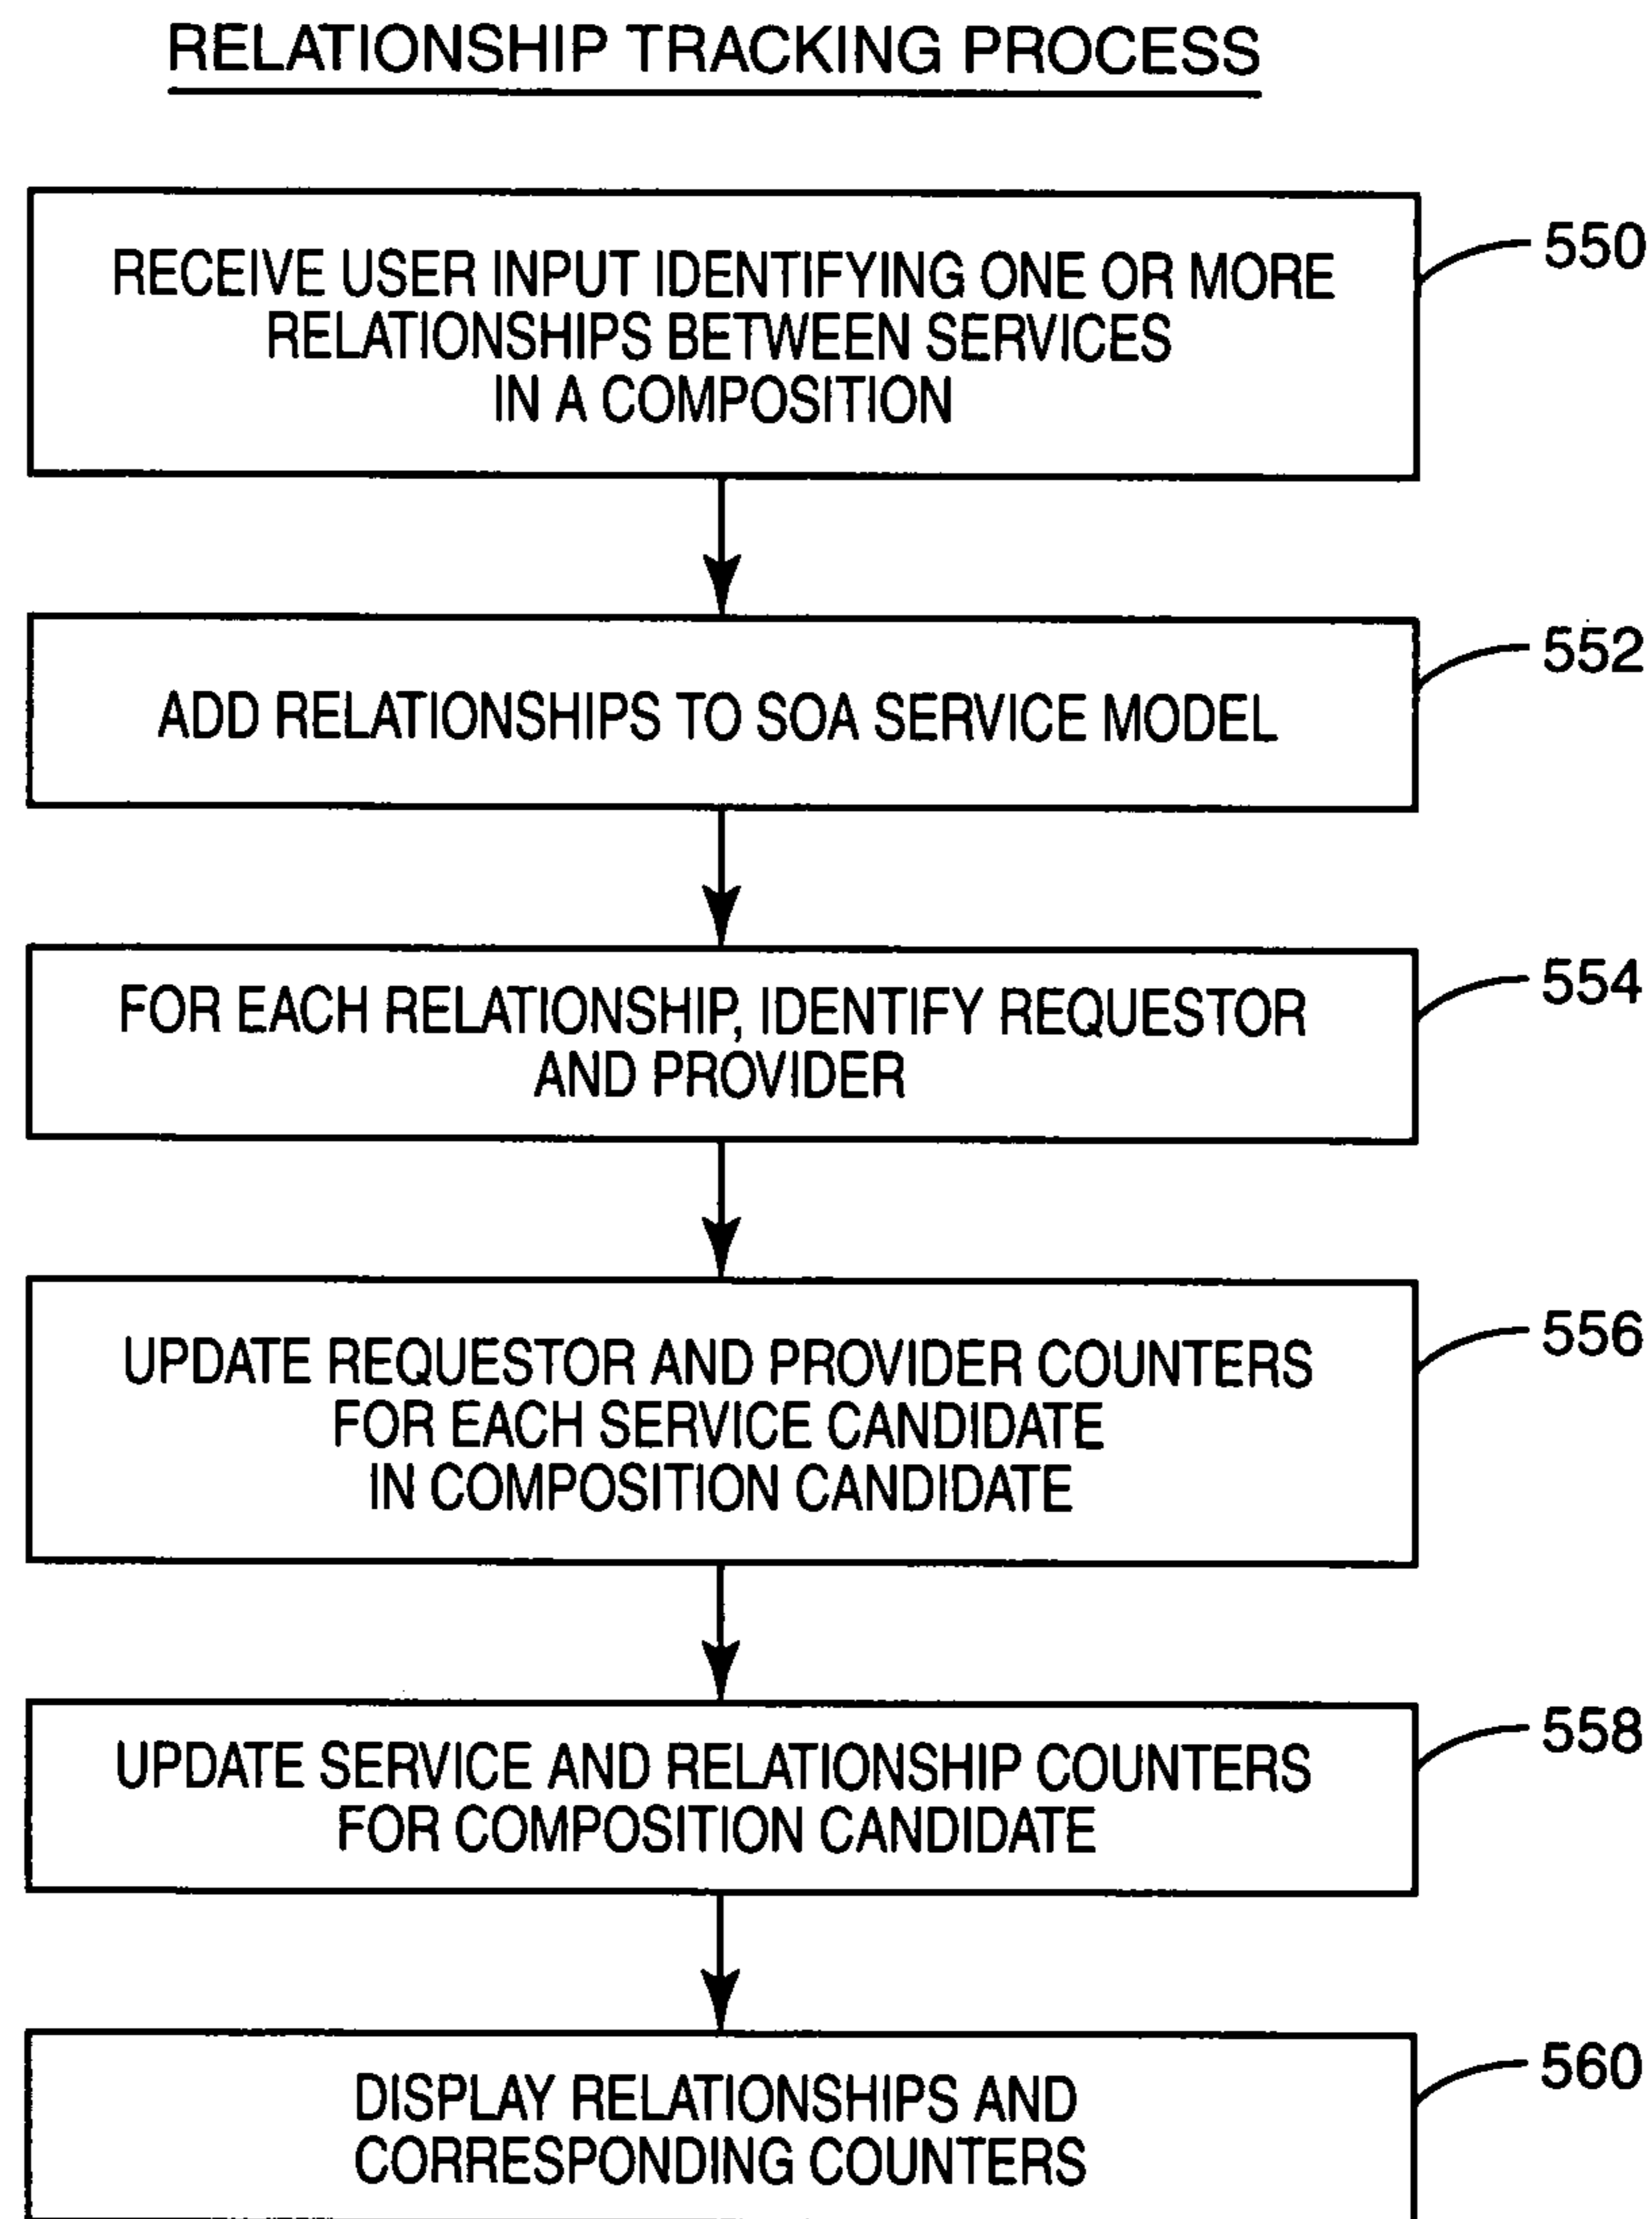 RELATIONSHIP TRACKING PROCESS
RECEIVE USER INPUT IDENTIFYING ONE OR MORE
RELATIONSHIPS BETWEEN SERVICES
IN A COMPOSITION
550
ADD RELATIONSHIPS TO SOA SERVICE MODEL
552
FOR EACH RELATIONSHIP, IDENTIFY REQUESTOR
AND PROVIDER
554
UPDATE REQUESTOR AND PROVIDER COUNTERS
FOR EACH SERVICE CANDIDATE
IN COMPOSITION CANDIDATE
556
UPDATE SERVICE AND RELATIONSHIP COUNTERS
FOR COMPOSITION CANDIDATE
558
DISPLAY RELATIONSHIPS AND
CORRESPONDING COUNTERS
560